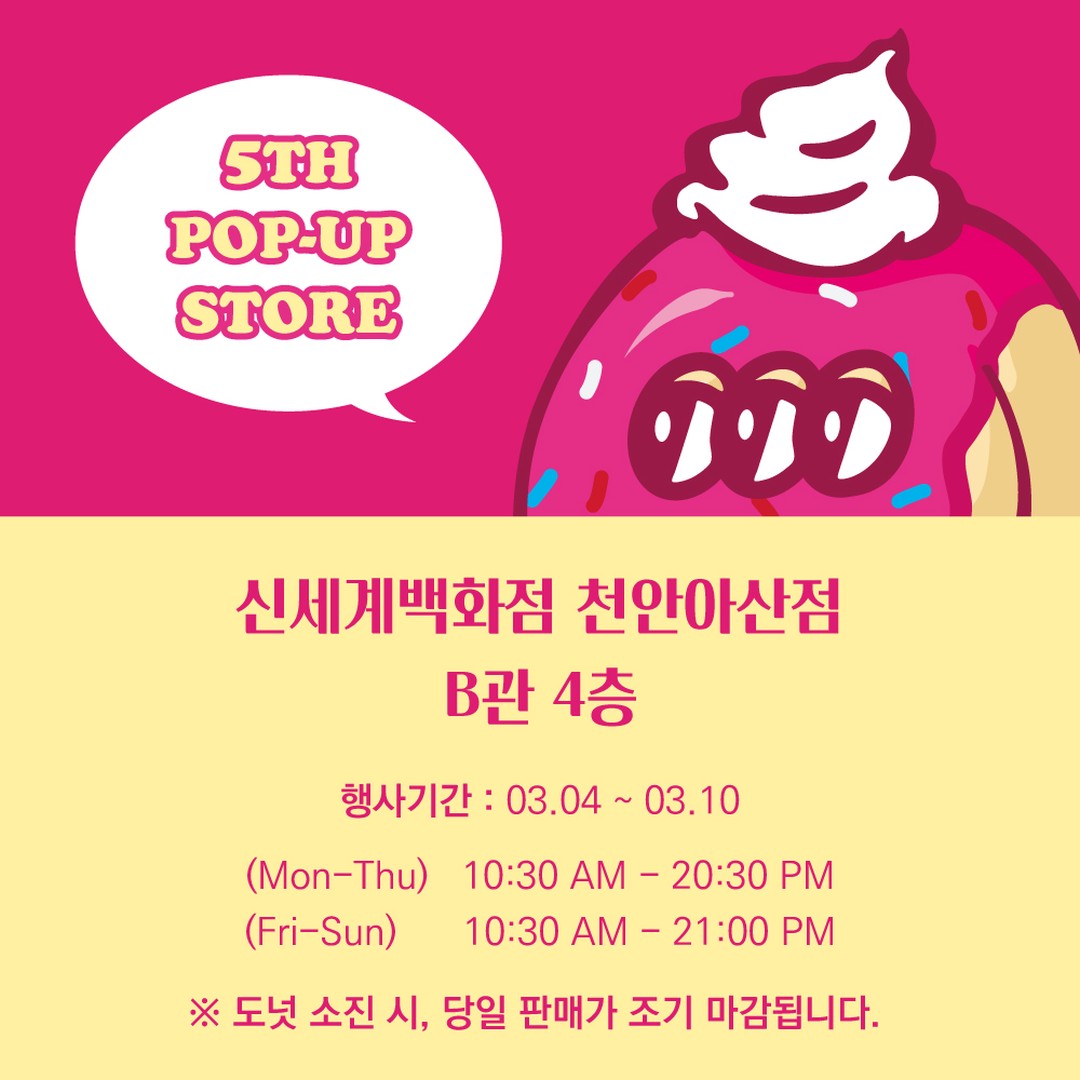 5TH
POP-UP
STORE
신세계백화점 천안아산점
B관 4층
행사기간 : 03.04 ~ 03.10
(Mon-Thu) 10:30 AM - 20:30 PM
(Fri-Sun) 10:30 AM - 21:00 PM
※ 도넛 소진 시, 당일 판매가 조기 마감됩니다.